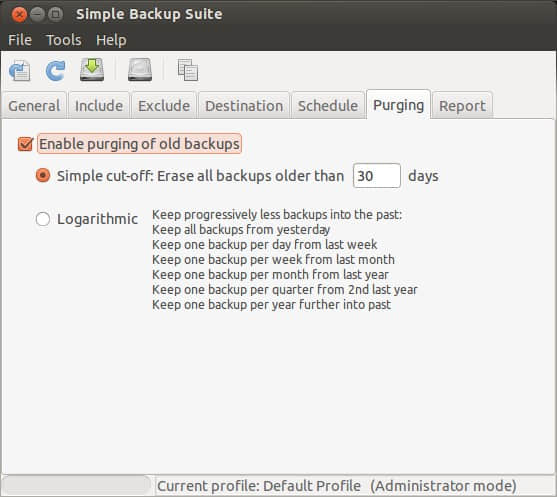 Simple Backup Suite
File Tools Help
General Include Exclude Destination Schedule Purging Report
Enable purging of old backups
Simple cut-off: Erase all backups older than 30 days
Logarithmic
Keep progressively less backups into the past:
Keep all backups from yesterday
Keep one backup per day from last week
Keep one backup per week from last month
Keep one backup per month from last year
Keep one backup per quarter from 2nd last year
Keep one backup per year further into past
Current profile: Default Profile (Administrator mode)